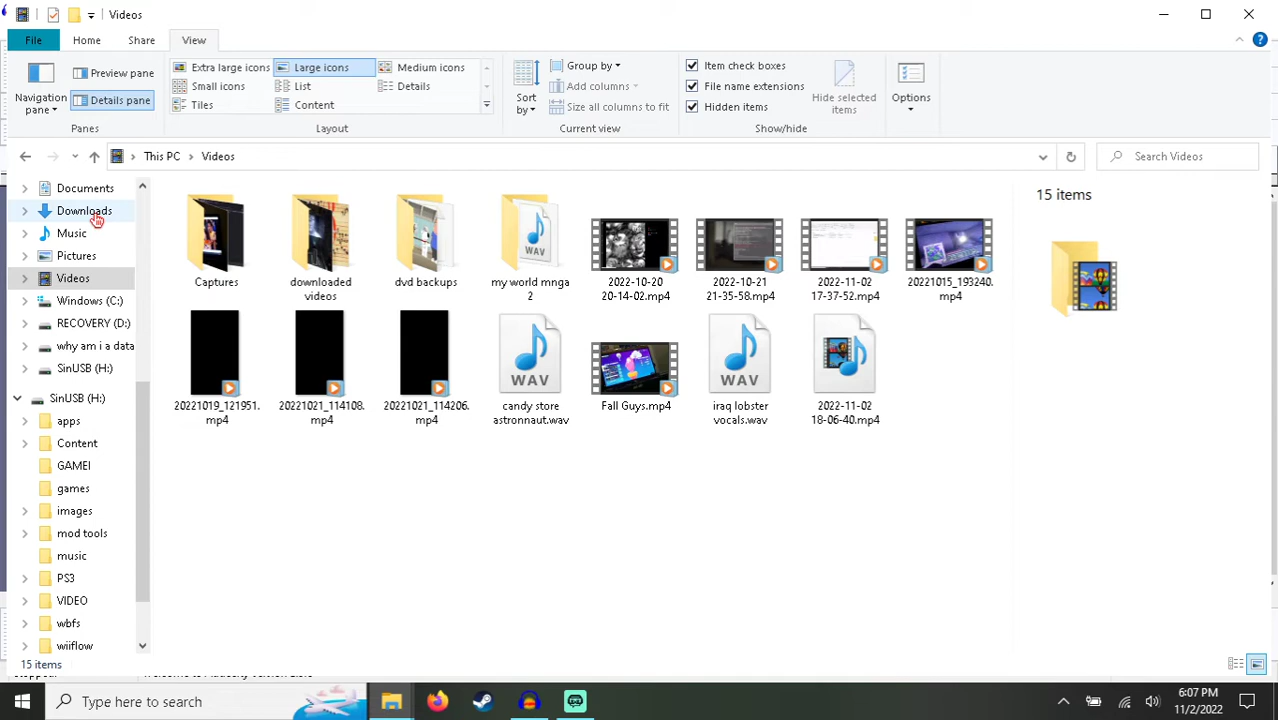 Videos
File
Home
Share
View
Extra large icons
Large icons
Medium icons
Small icons
List
Details
Tiles
Content
Navigation pane
Preview pane
Details pane
Sort by
Group by
Add columns
Size all columns to fit
Item check boxes
File name extensions
Hidden items
Hide selected items
Options
Panes
Layout
Current view
Show/hide
This PC
Videos
Search Videos
Documents
Downloads
Music
Pictures
Videos
Windows (C:)
RECOVERY (D:)
why am i a data
SinUSB (H:)
SinUSB (H:)
apps
Content
GAMEI
games
images
mod tools
music
PS3
VIDEO
wbfs
wiiflow
Captures
downloaded videos
dvd backups
WAV
my world mnga 2
2022-10-20 20-14-02.mp4
2022-10-21 21-35-58.mp4
2022-11-02 17-37-52.mp4
20221015_193240.mp4
20221019_121951.mp4
20221021_114108.mp4
20221021_114206.mp4
WAV
candy store astronaut.wav
Fall Guys.mp4
WAV
iraq lobster vocals.wav
2022-11-02 18-06-40.mp4
15 items
15 items
Type here to search
6:07 PM
11/2/2022